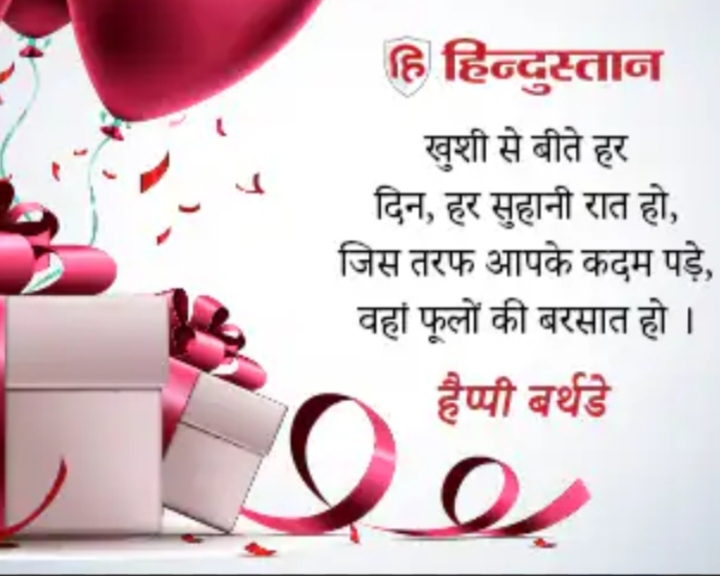 हि हिन्दुस्तान
खुशी से बीते हर
दिन, हर सुहानी रात हो,
जिस तरफ आपके कदम पड़े,
वहां फूलों की बरसात हो ।
हैप्पी बर्थडे